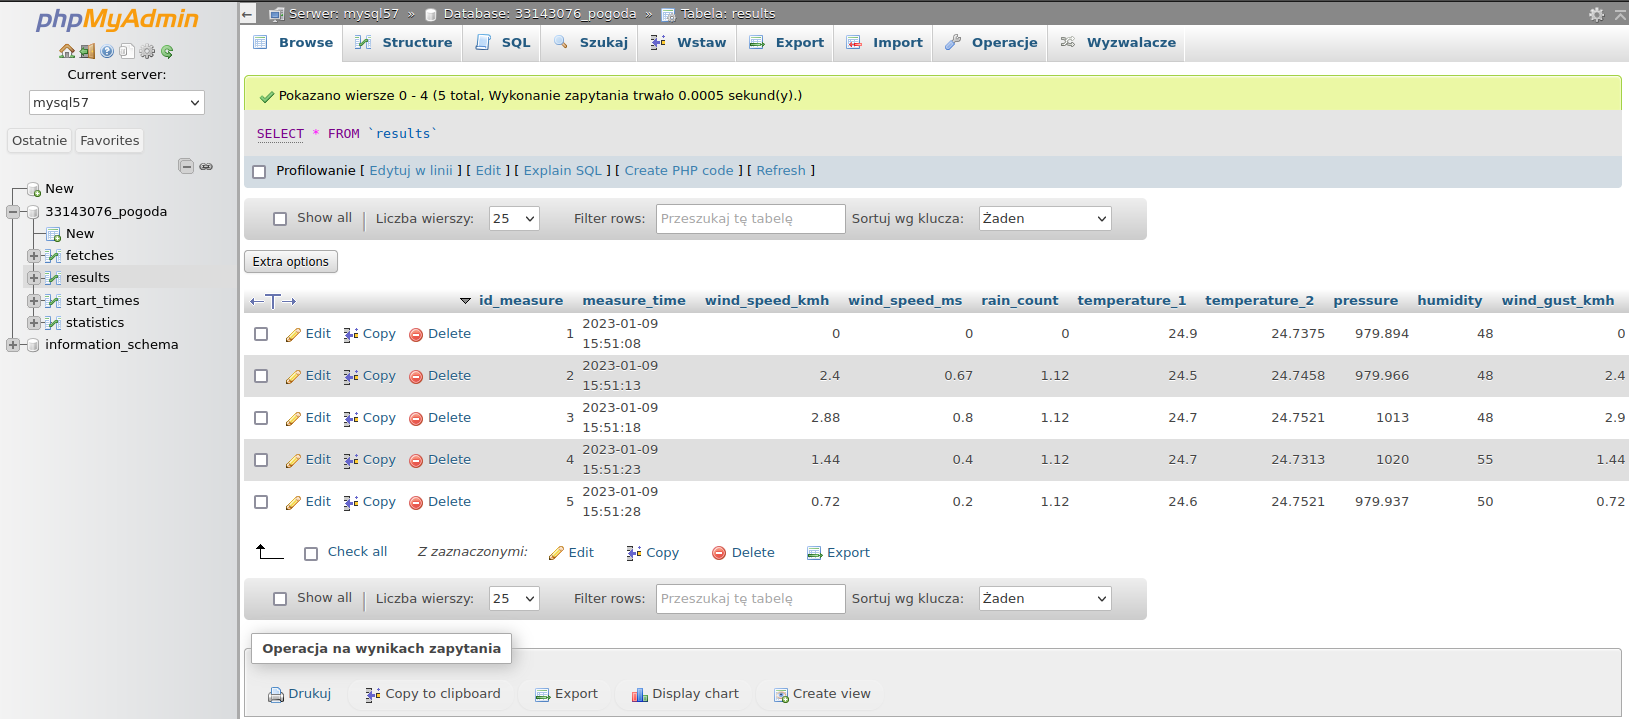 phpMyAdmin
Current server:
mysql57
Ostatnie Favorites
New
33143076_pogoda
New
fetches
results
start_times
statistics
information_schema
Serwer: mysql57 » Database: 33143076_pogoda » Tabela: results
Browse Structure SQL Szukaj Wstaw Export Import Operacje Wyzwalacze
Pokazano wiersze 0 - 4 (5 total, Wykonanie zapytania trwało 0.0005 sekund(y).)
SELECT * FROM `results`
Profilowanie [ Edytuj w linii ] [ Edit ] [ Explain SQL ] [ Create PHP code ] [ Refresh ]
Show all Liczba wierszy: 25 Filter rows: Przeszukaj tę tabelę Sortuj wg klucza: Żaden
Extra options
←T→ id_measure measure_time wind_speed_kmh wind_speed_ms rain_count temperature_1 temperature_2 pressure humidity wind_gust_kmh
Edit Copy Delete 1 2023-01-09 15:51:08 0 0 0 24.9 24.7375 979.894 48 0
Edit Copy Delete 2 2023-01-09 15:51:13 2.4 0.67 1.12 24.5 24.7458 979.966 48 2.4
Edit Copy Delete 3 2023-01-09 15:51:18 2.88 0.8 1.12 24.7 24.7521 1013 48 2.9
Edit Copy Delete 4 2023-01-09 15:51:23 1.44 0.4 1.12 24.7 24.7313 1020 55 1.44
Edit Copy Delete 5 2023-01-09 15:51:28 0.72 0.2 1.12 24.6 24.7521 979.937 50 0.72
Check all Z zaznaczonymi: Edit Copy Delete Export
Show all Liczba wierszy: 25 Filter rows: Przeszukaj tę tabelę Sortuj wg klucza: Żaden
Operacja na wynikach zapytania
Drukuj Copy to clipboard Export Display chart Create view